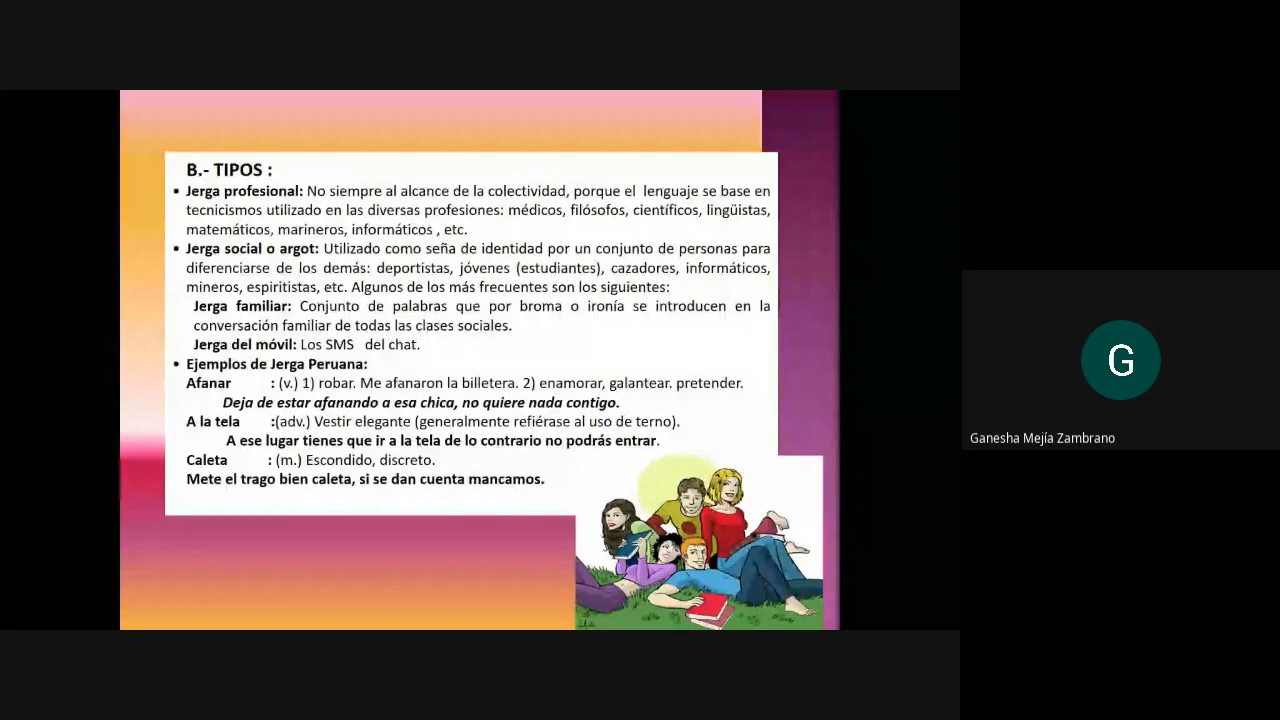 B.- TIPOS :
• Jerga profesional: No siempre al alcance de la colectividad, porque el lenguaje se base en
tecnicismos utilizado en las diversas profesiones: médicos, filósofos, científicos, lingüistas,
matemáticos, marineros, informáticos , etc.
• Jerga social o argot: Utilizado como seña de identidad por un conjunto de personas para
diferenciarse de los demás: deportistas, jóvenes (estudiantes), cazadores, informáticos,
mineros, espiritistas, etc. Algunos de los más frecuentes son los siguientes:
Jerga familiar: Conjunto de palabras que por broma o ironía se introducen en la
conversación familiar de todas las clases sociales.
Jerga del móvil: Los SMS del chat.
• Ejemplos de Jerga Peruana:
Afanar : (v.) 1) robar. Me afanaron la billetera. 2) enamorar, galantear. pretender.
Deja de estar afanando a esa chica, no quiere nada contigo.
A la tela :(adv.) Vestir elegante (generalmente refiérase al uso de terno).
A ese lugar tienes que ir a la tela de lo contrario no podrás entrar.
Caleta : (m.) Escondido, discreto.
Mete el trago bien caleta, si se dan cuenta mancamos.
G
Ganesha Mejía Zambrano